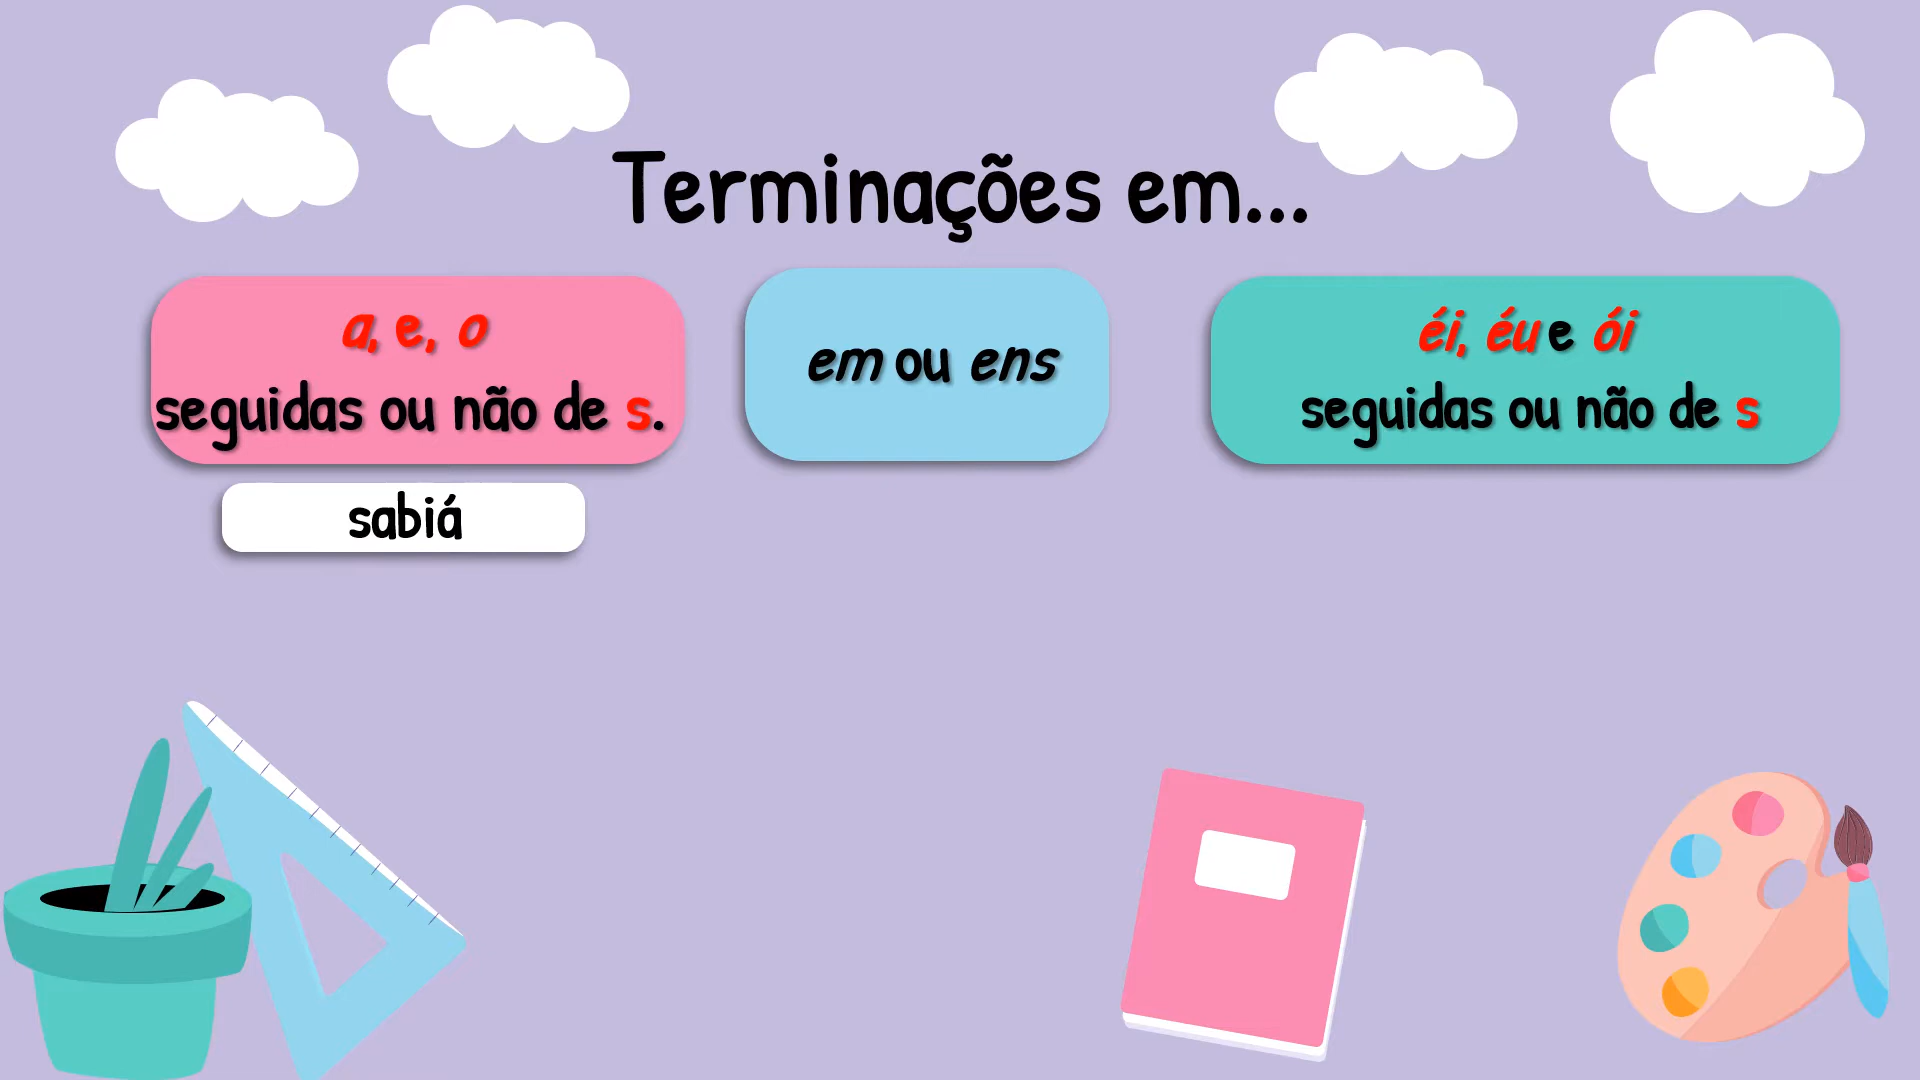 Terminações em...
a, e, o
seguidas ou não de s.
em ou ens
éi, éu e ói
seguidas ou não de s
sabiá